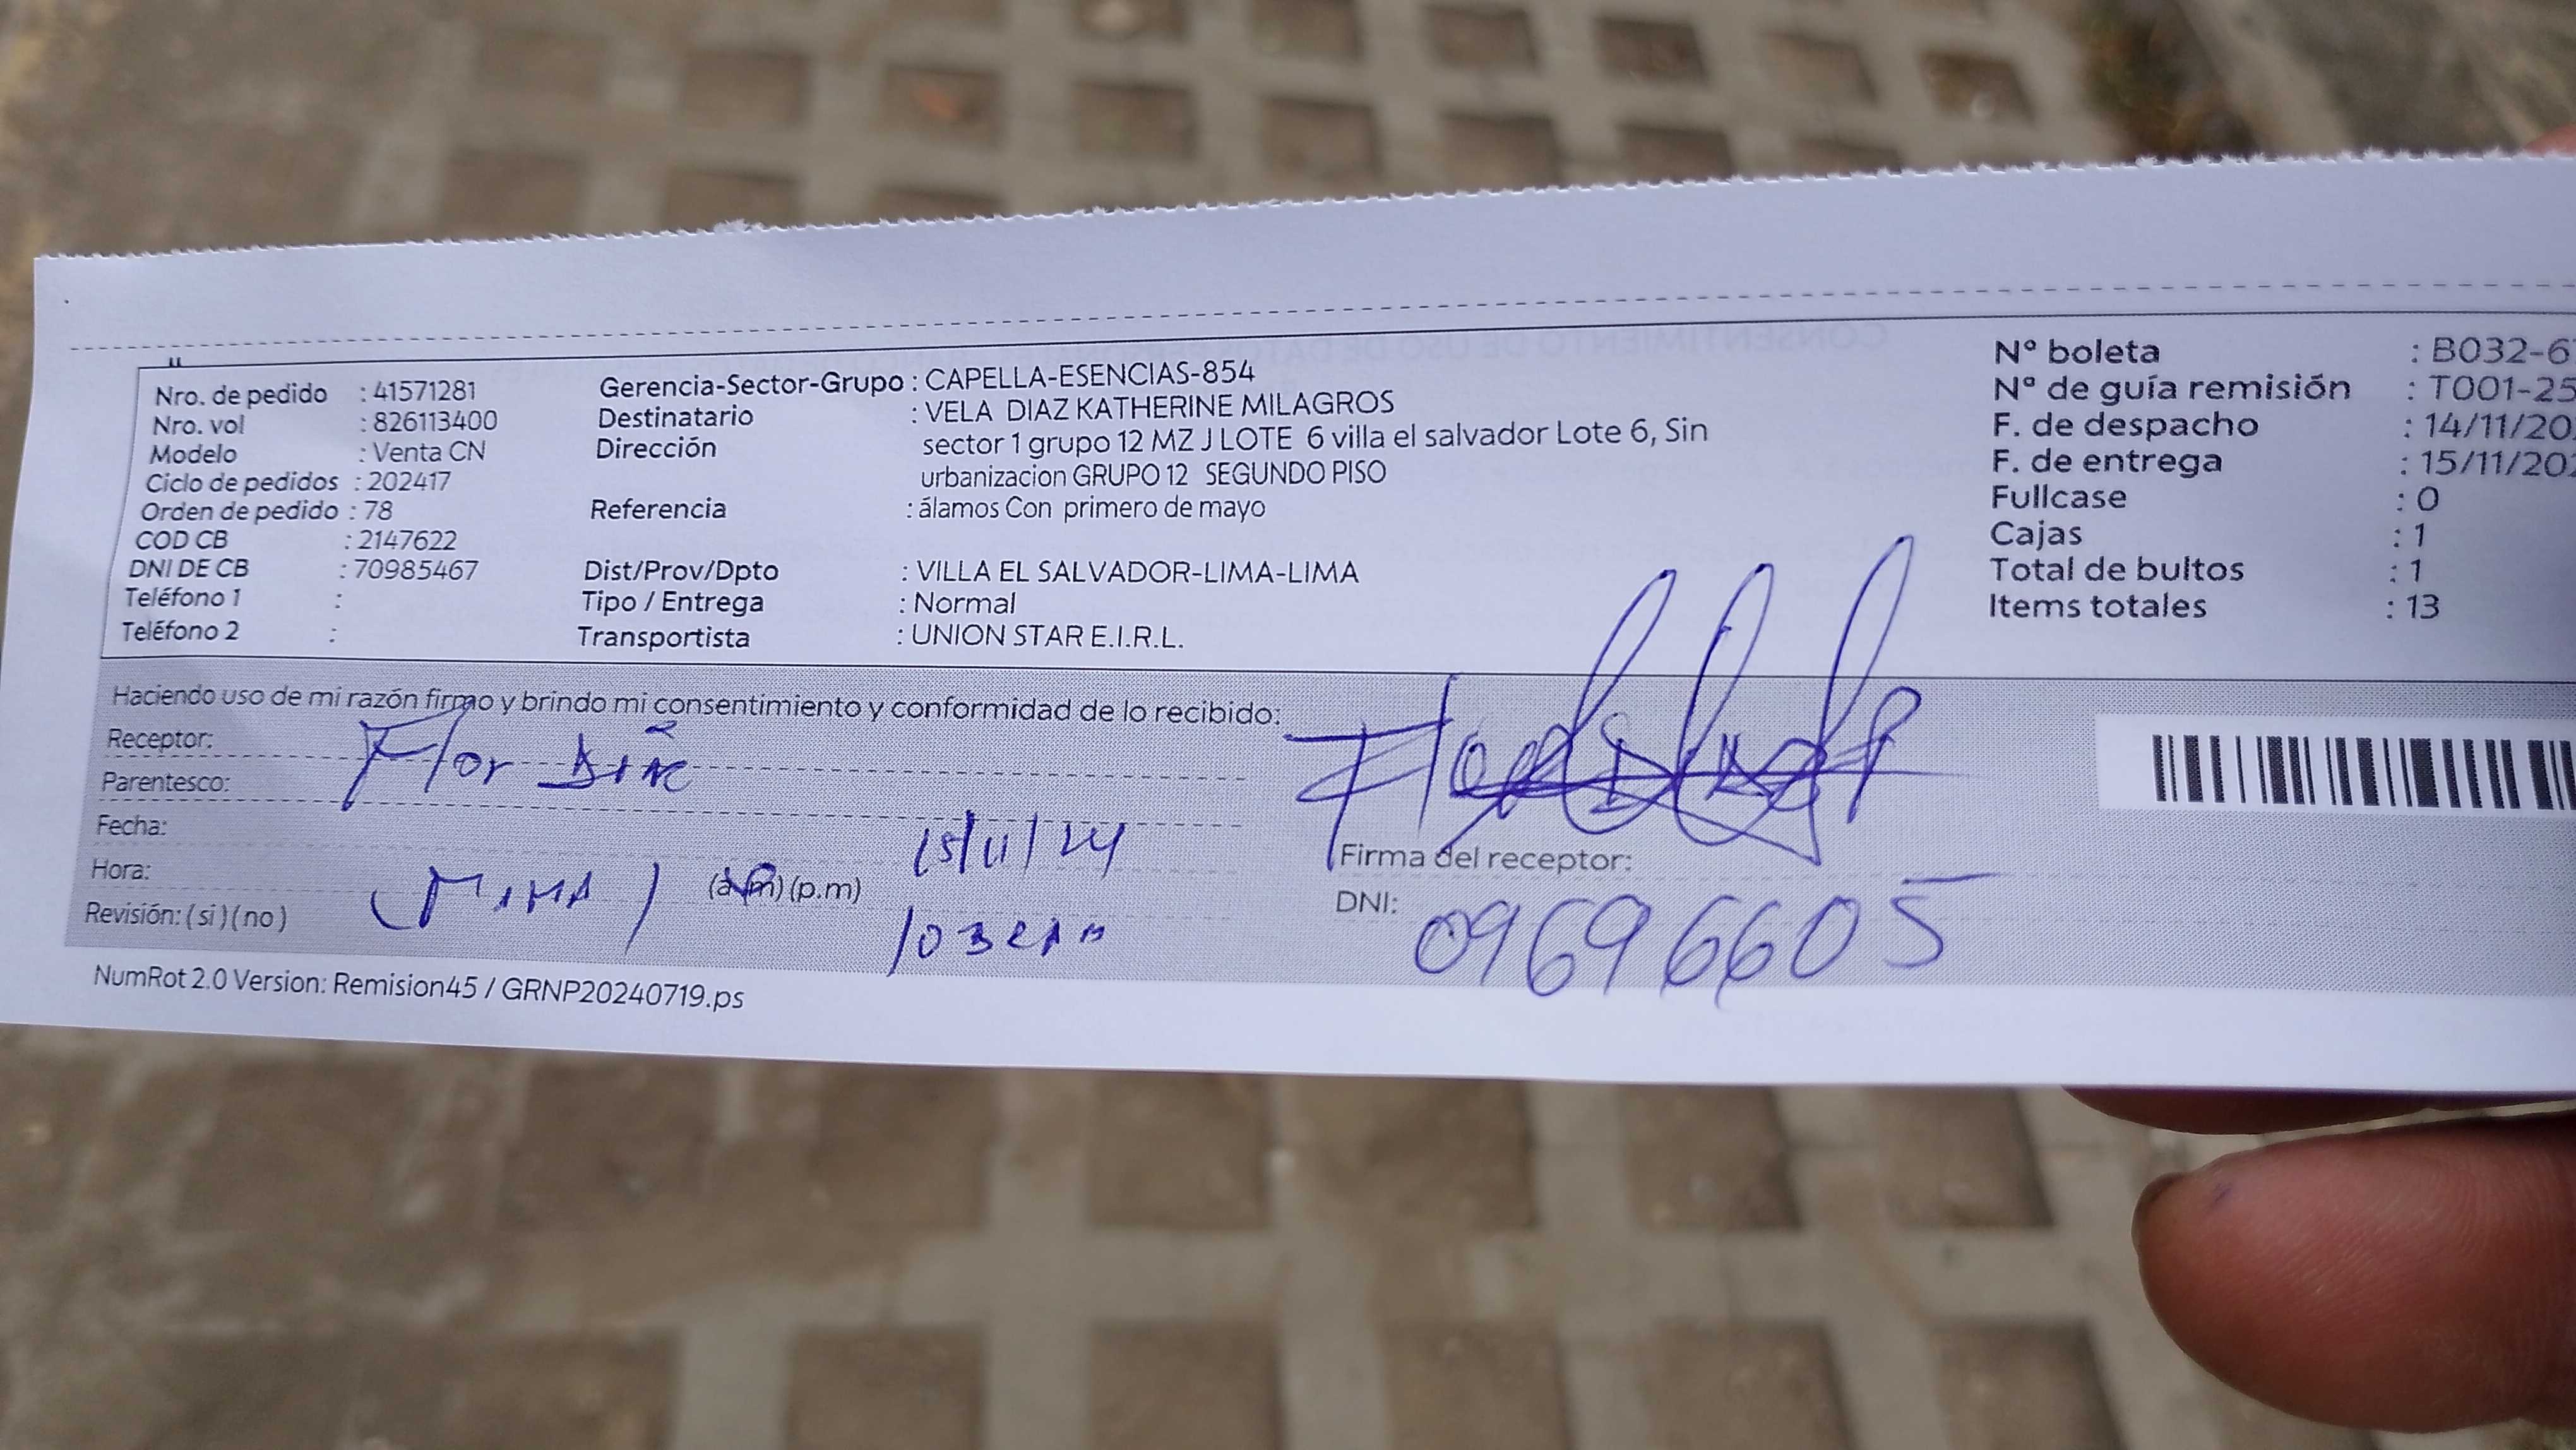 Nro. de pedido : 41571281
Nro. vol : 826113400
Modelo : Venta CN
Ciclo de pedidos : 202417
Orden de pedido : 78
COD CB : 2147622
DNI DE CB : 70985467
Teléfono 1 :
Teléfono 2 :
Gerencia-Sector-Grupo : CAPELLA-ESENCIAS-854
Destinatario : VELA DIAZ KATHERINE MILAGROS
Dirección sector 1 grupo 12 MZ J LOTE 6 villa el salvador Lote 6, Sin
urbanizacion GRUPO 12 SEGUNDO PISO
Referencia : álamos Con primero de mayo
Dist/Prov/Dpto : VILLA EL SALVADOR-LIMA-LIMA
Tipo / Entrega : Normal
Transportista : UNION STAR E.I.R.L.
Nº boleta : B032-6
Nº de guía remisión : T001-25
F. de despacho : 14/11/20
F. de entrega : 15/11/202
Fullcase : 0
Cajas : 1
Total de bultos : 1
Items totales : 13
Haciendo uso de mi razón firmo y brindo mi consentimiento y conformidad de lo recibido:
Receptor: Flor
Parentesco:
Fecha: 15/11/24
Hora: (a.m) (p.m)
Revisión: (si) (no)
Firma del receptor:
DNI: 09696605
NumRot 2.0 Version: Remision45 / GRNP20240719.ps